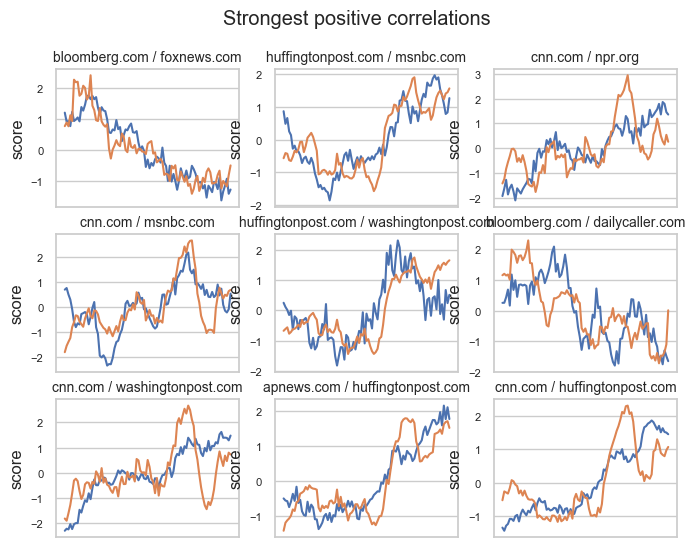 Strongest positive correlations
bloomberg.com / foxnews.com
huffingtonpost.com / msnbc.com
cnn.com / npr.org
score
2
1
0
−1
score
2
1
0
−1
−2
score
3
2
1
0
−1
−2
cnn.com / msnbc.com
huffingtonpost.com / washingtonpost.com
bloomberg.com / dailycaller.com
score
2
1
0
−1
−2
score
2
1
0
−1
−2
score
2
1
0
−1
−2
cnn.com / washingtonpost.com
apnews.com / huffingtonpost.com
cnn.com / huffingtonpost.com
score
2
1
0
−1
−2
score
2
1
0
−1
score
2
1
0
−1